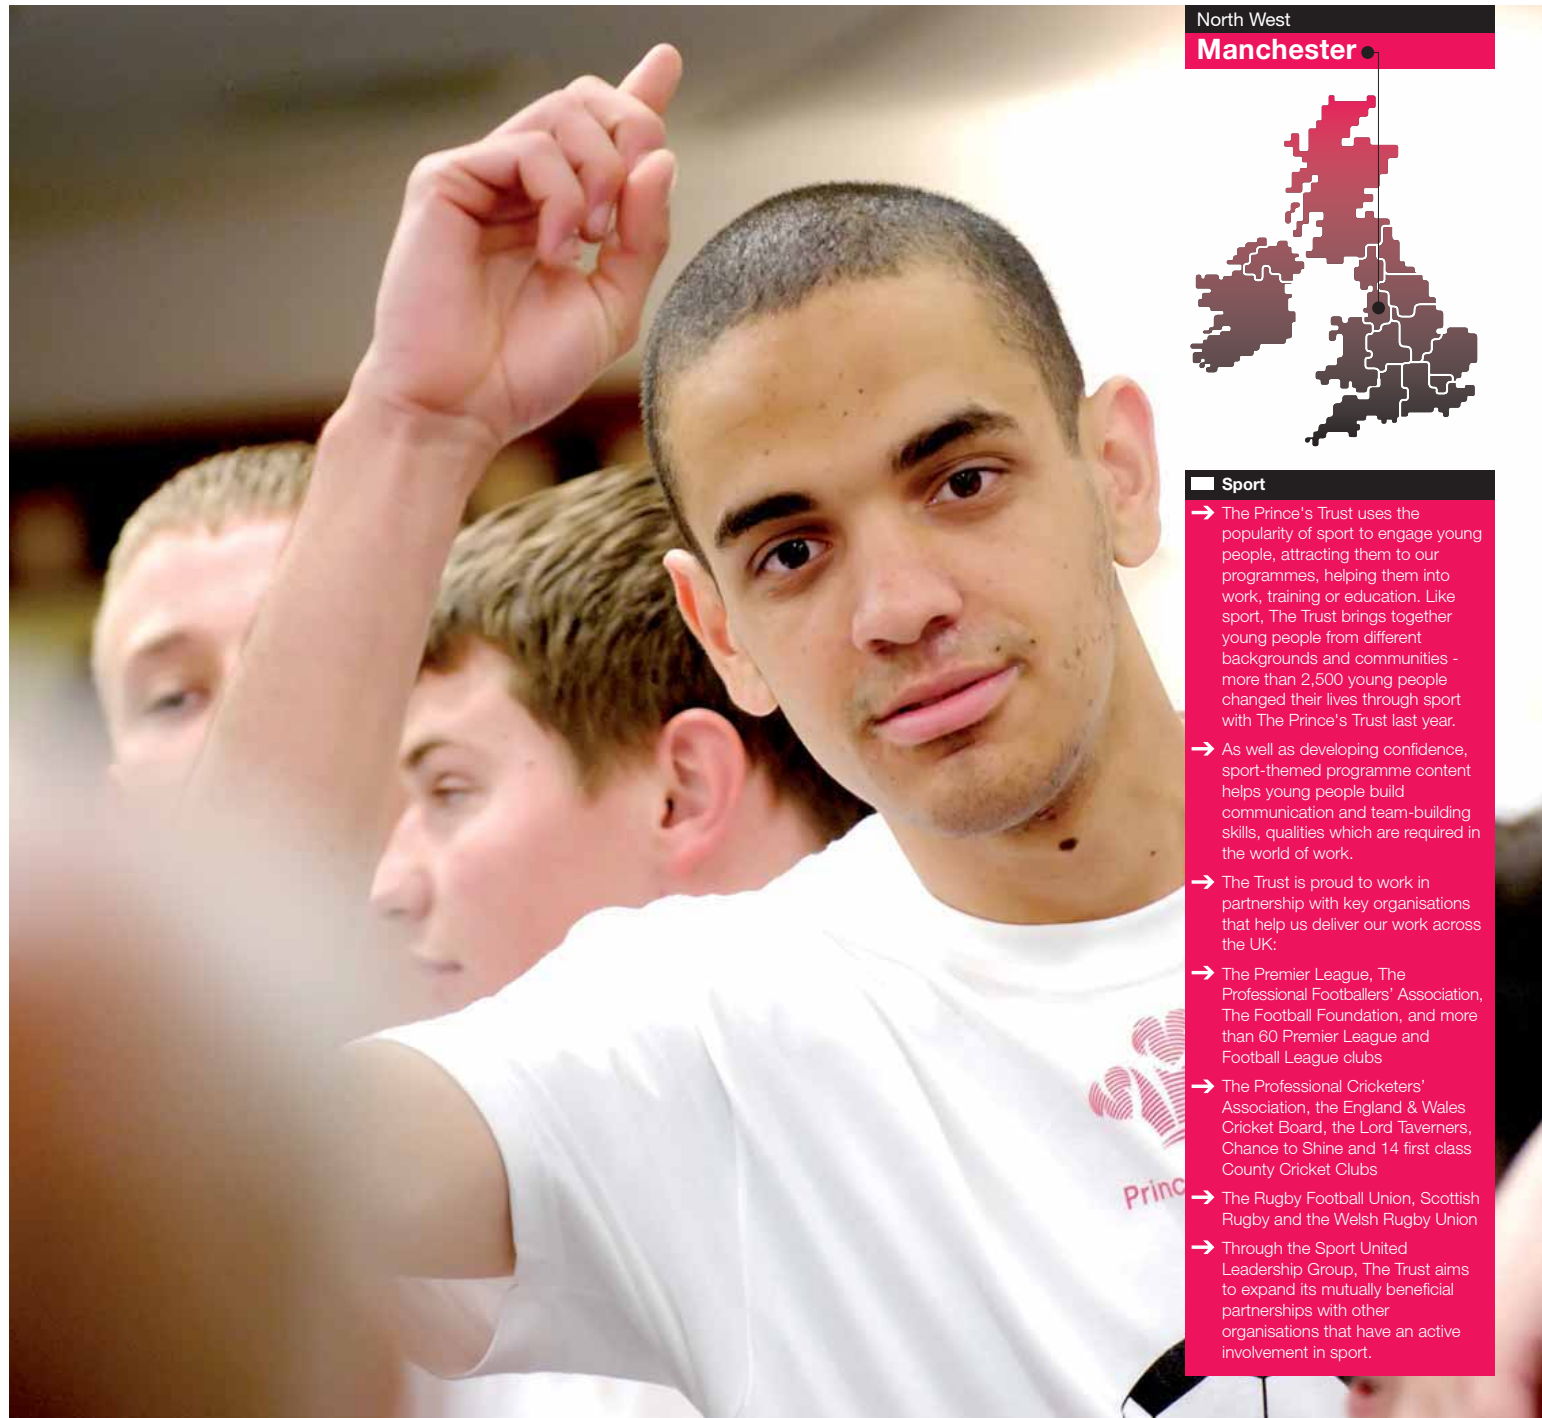 North West
Manchester
Sport
The Prince's Trust uses the
popularity of sport to engage young
people, attracting them to our
programmes, helping them into
work, training or education. Like
sport, The Trust brings together
young people from different
backgrounds and communities -
more than 2,500 young people
changed their lives through sport
with The Prince's Trust last year.
As well as developing confidence,
sport-themed programme content
helps young people build
communication and team-building
skills, qualities which are required in
the world of work.
The Trust is proud to work in
partnership with key organisations
that help us deliver our work across
the UK:
The Premier League, The
Professional Footballers’ Association,
The Football Foundation, and more
than 60 Premier League and
Football League clubs
The Professional Cricketers’
Association, the England & Wales
Cricket Board, the Lord Taverners,
Chance to Shine and 14 first class
County Cricket Clubs
The Rugby Football Union, Scottish
Rugby and the Welsh Rugby Union
Through the Sport United
Leadership Group, The Trust aims
to expand its mutually beneficial
partnerships with other
organisations that have an active
involvement in sport.
Princ